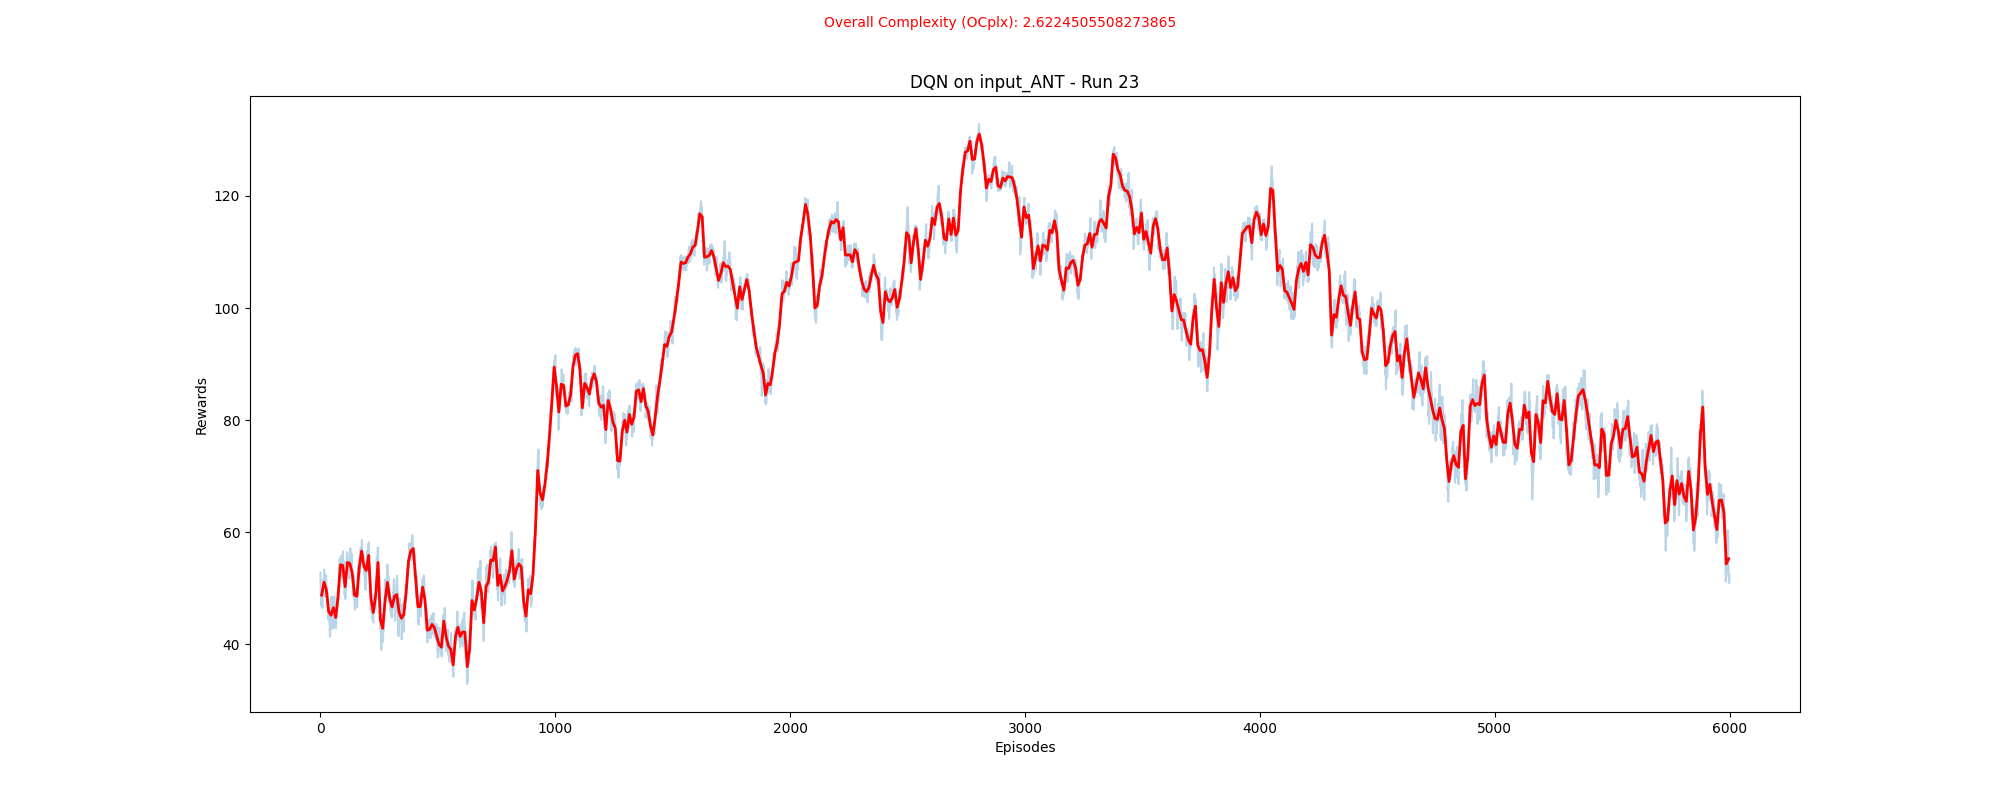 Overall Complexity (OCplx): 2.6224505508273865
DQN on input_ANT - Run 23
120
100
80
60
40
Rewards
0 1000 2000 3000 4000 5000 6000
Episodes